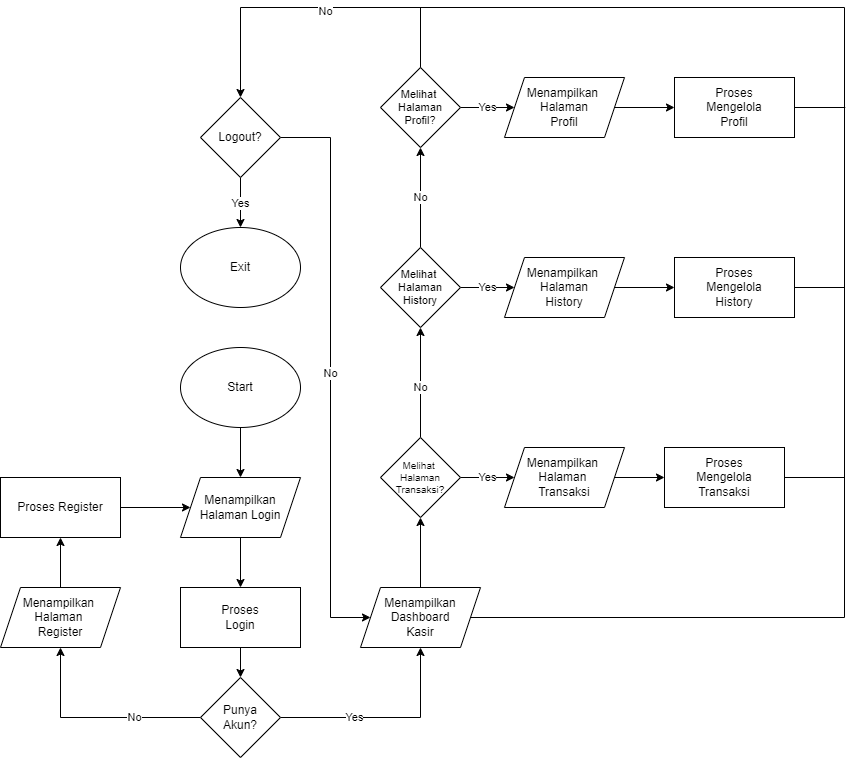 No
Melihat
Halaman
Profil?
Yes
Menampilkan
Halaman
Profil
Proses
Mengelola
Profil
Logout?
Yes
No
Exit
Melihat
Halaman
History
Yes
Menampilkan
Halaman
History
Proses
Mengelola
History
No
No
Start
Melihat
Halaman
Transaksi?
Yes
Menampilkan
Halaman
Transaksi
Proses
Mengelola
Transaksi
Proses Register
Menampilkan
Halaman Login
Menampilkan
Halaman
Register
Proses
Login
Menampilkan
Dashboard
Kasir
No
Punya
Akun?
Yes